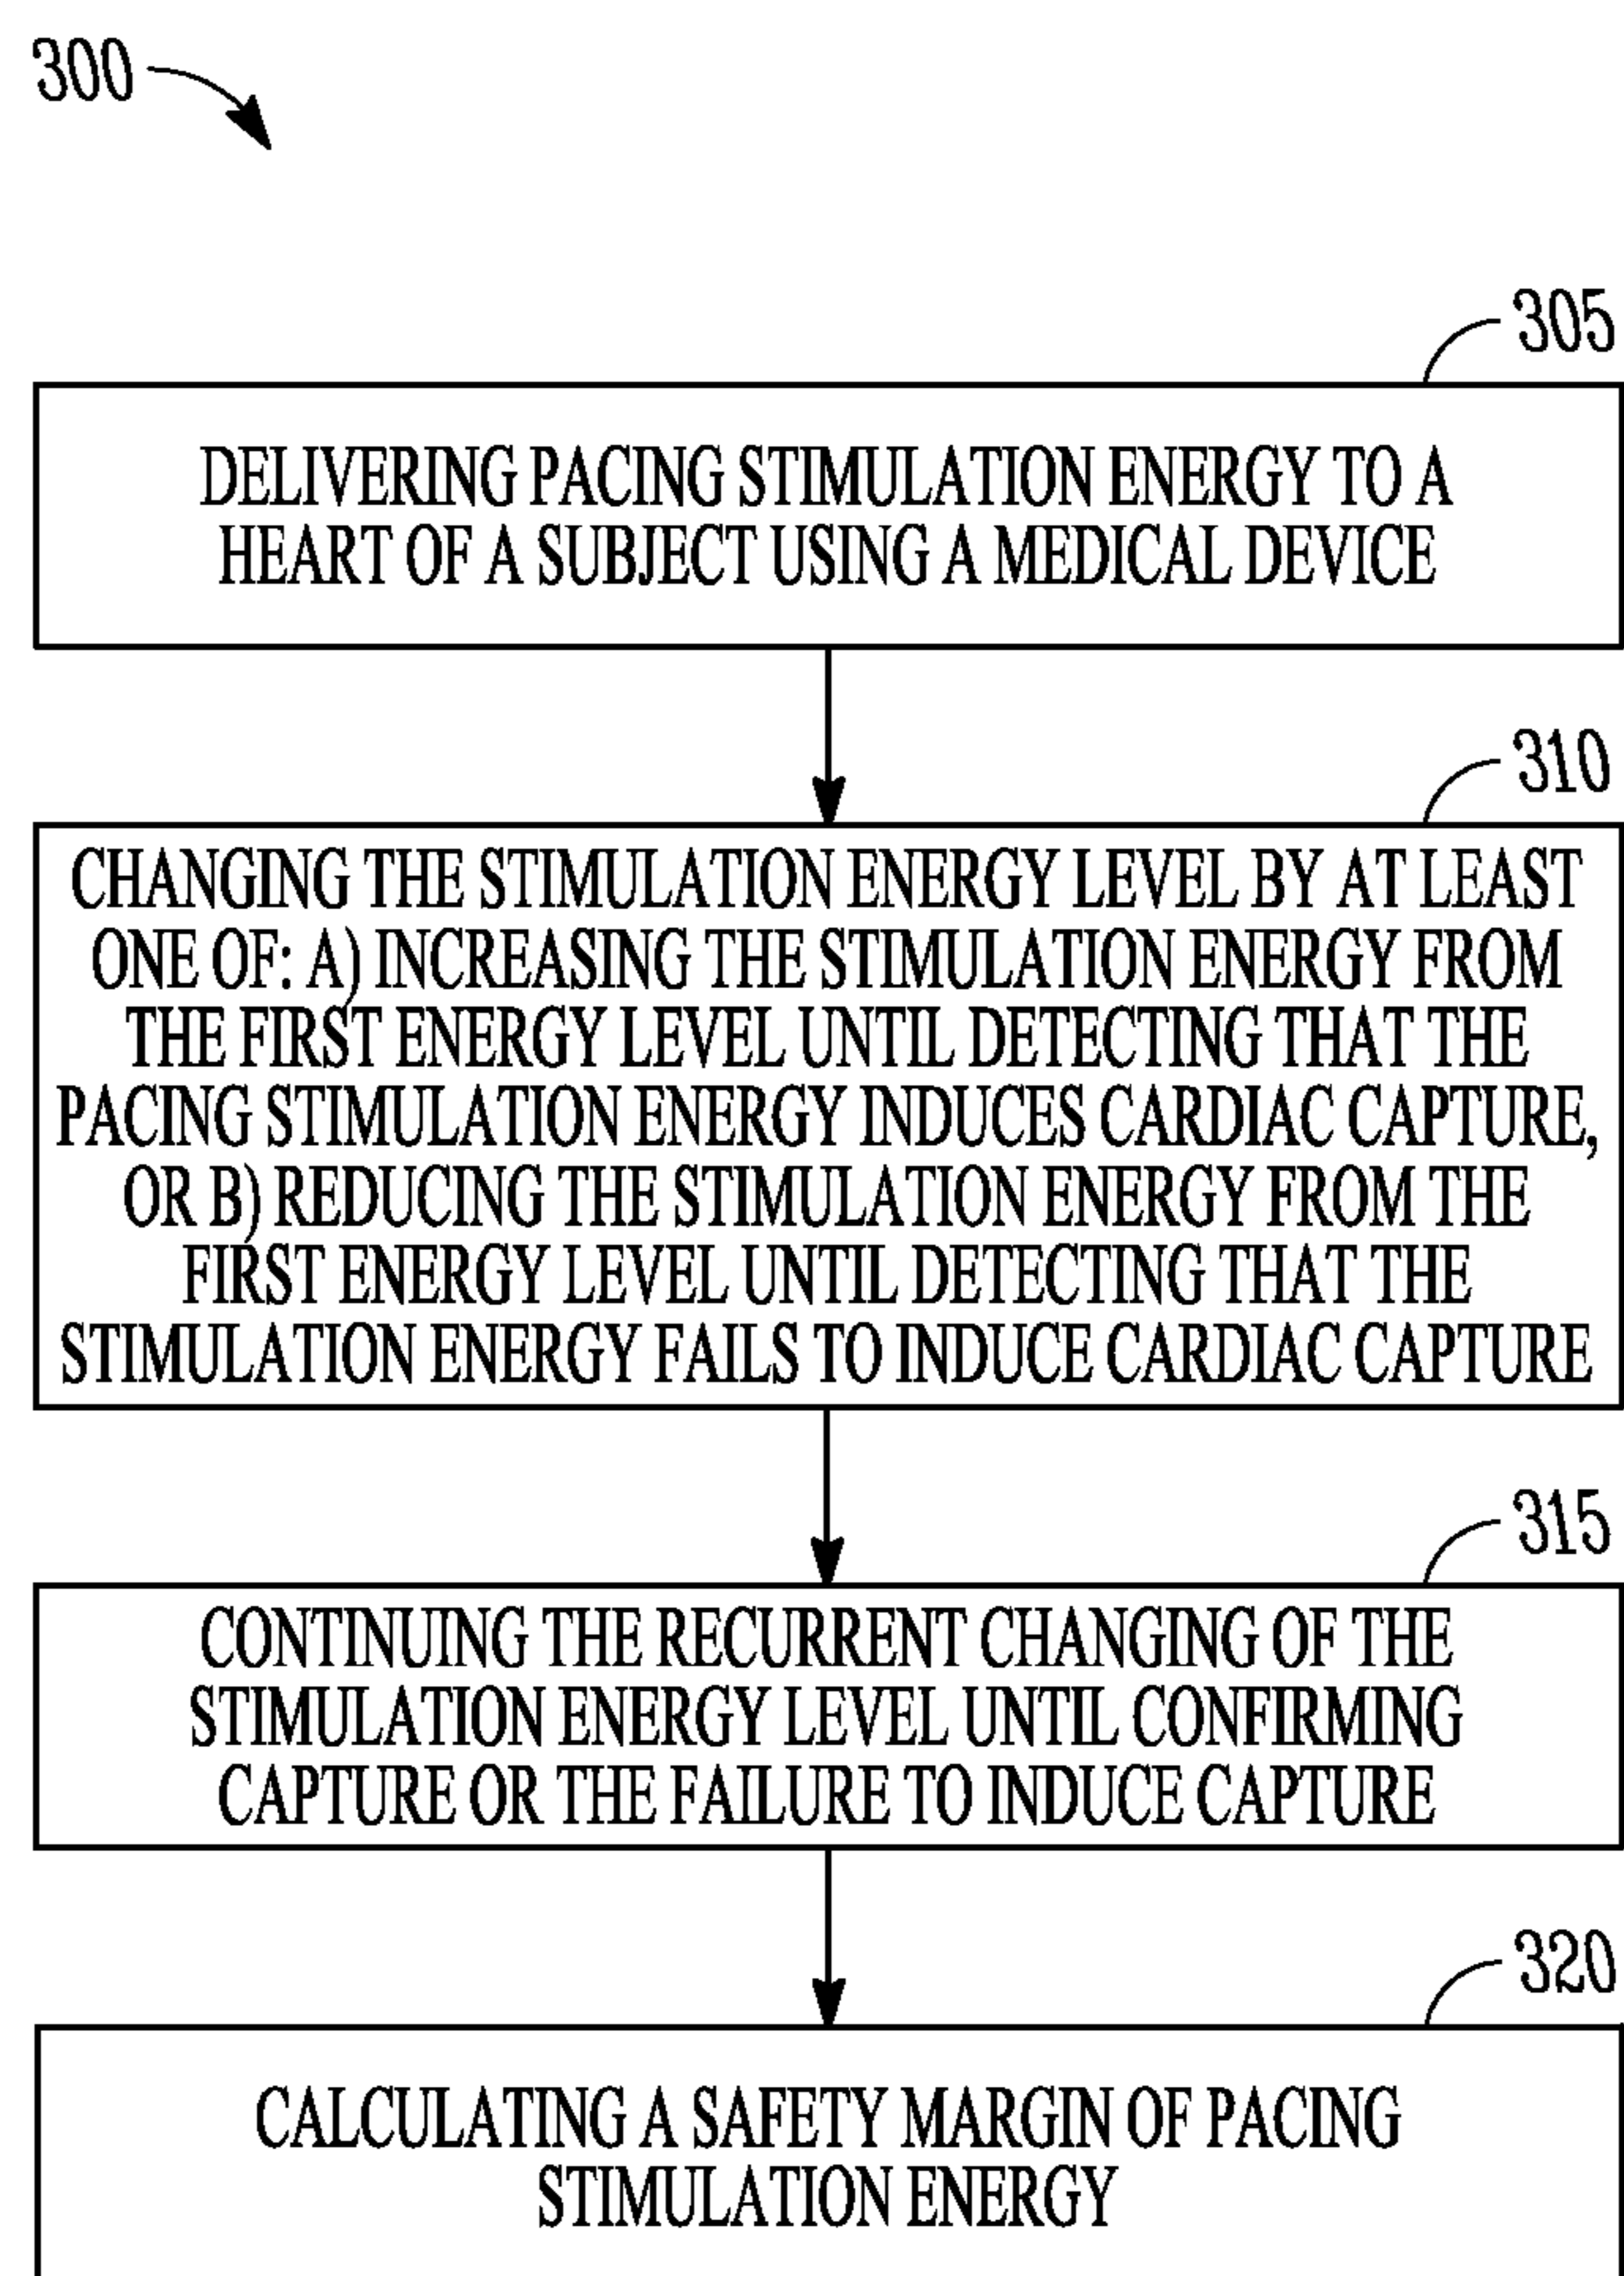 300
305
DELIVERING PACING STIMULATION ENERGY TO A
HEART OF A SUBJECT USING A MEDICAL DEVICE
310
CHANGING THE STIMULATION ENERGY LEVEL BY AT LEAST
ONE OF: A) INCREASING THE STIMULATION ENERGY FROM
THE FIRST ENERGY LEVEL UNTIL DETECTING THAT THE
PACING STIMULATION ENERGY INDUCES CARDIAC CAPTURE,
OR B) REDUCING THE STIMULATION ENERGY FROM THE
FIRST ENERGY LEVEL UNTIL DETECTING THAT THE
STIMULATION ENERGY FAILS TO INDUCE CARDIAC CAPTURE
315
CONTINUING THE RECURRENT CHANGING OF THE
STIMULATION ENERGY LEVEL UNTIL CONFIRMING
CAPTURE OR THE FAILURE TO INDUCE CAPTURE
320
CALCULATING A SAFETY MARGIN OF PACING
STIMULATION ENERGY